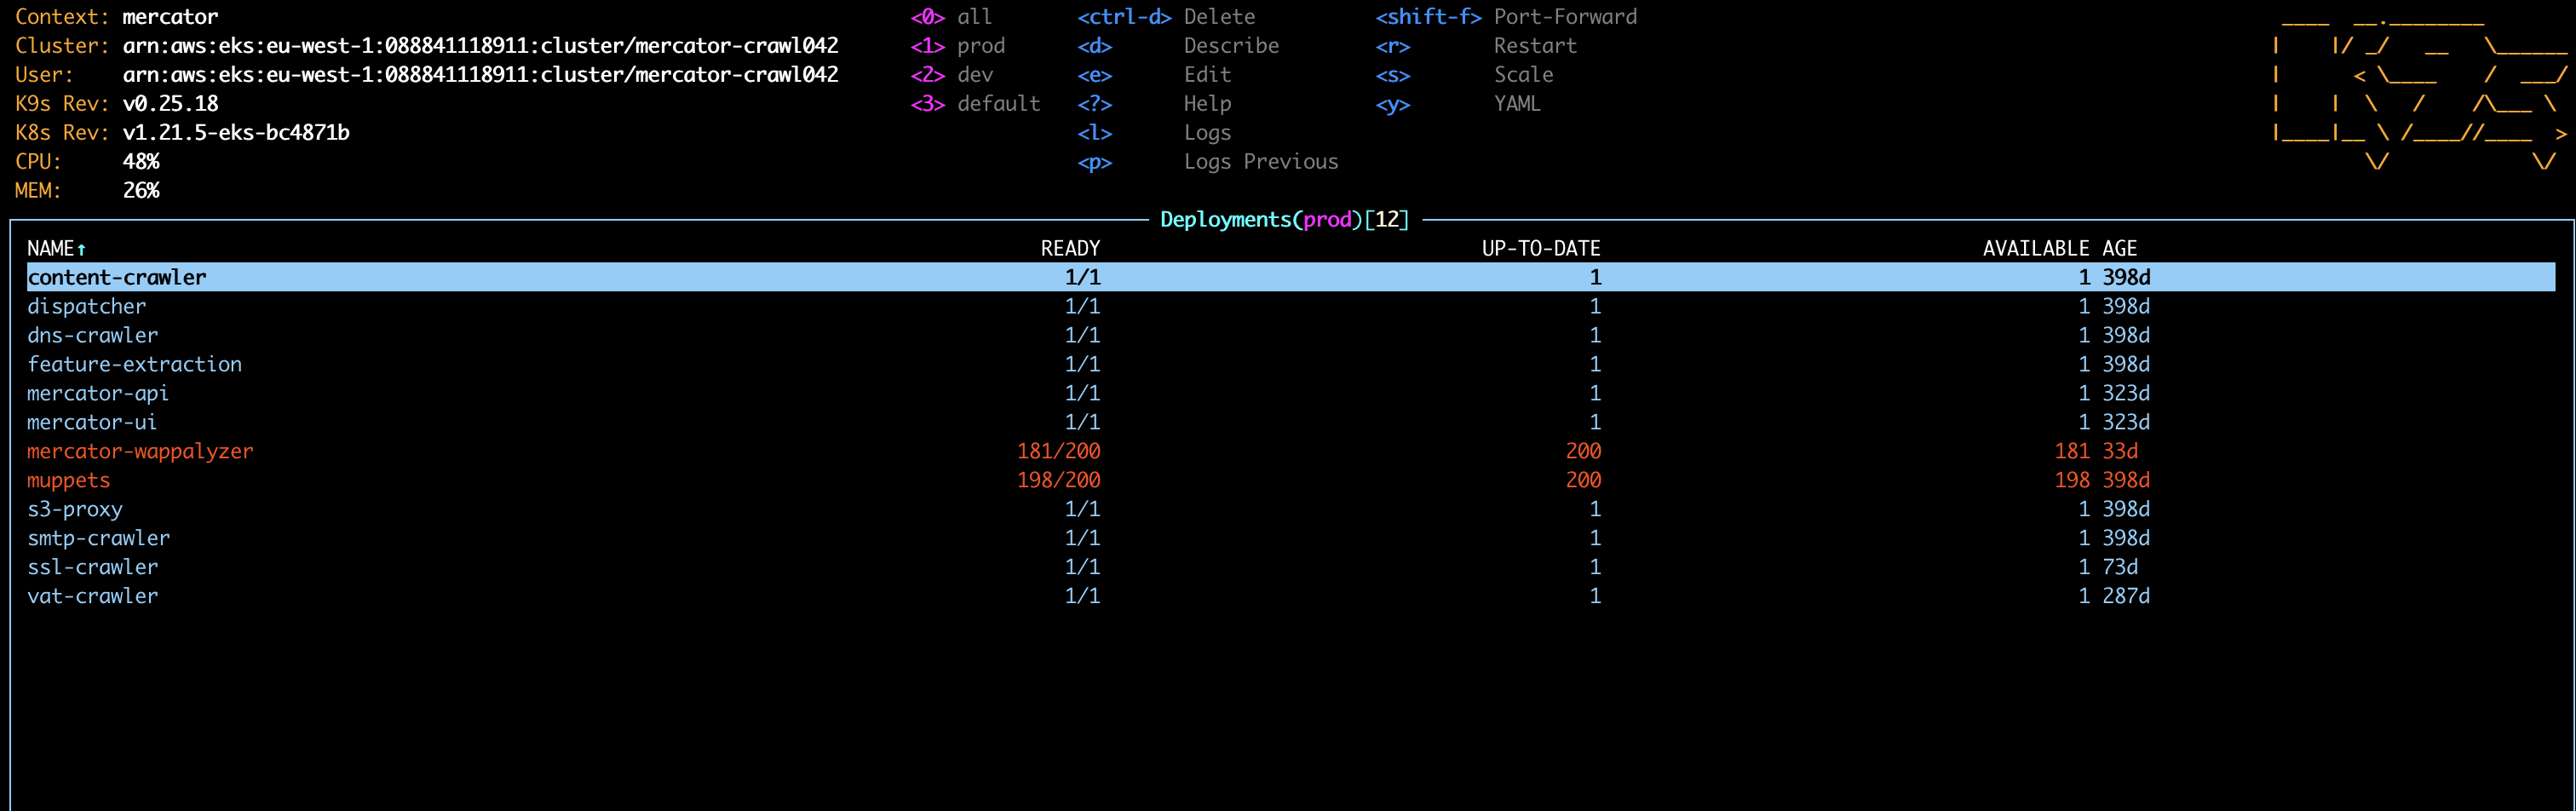 Context: mercator <0> all <ctrl-d> Delete <shift-f> Port-Forward
Cluster: arn:aws:eks:eu-west-1:088841118911:cluster/mercator-crawl042 <1> prod <d> Describe <r> Restart
User: arn:aws:eks:eu-west-1:088841118911:cluster/mercator-crawl042 <2> dev <e> Edit <s> Scale
K9s Rev: v0.25.18 <3> default <?> Help <y> YAML
K8s Rev: v1.21.5-eks-bc4871b <l> Logs
CPU: 48% <p> Logs Previous
MEM: 26%
Deployments(prod)[12]
NAME↑ READY UP-TO-DATE AVAILABLE AGE
content-crawler 1/1 1 1 398d
dispatcher 1/1 1 1 398d
dns-crawler 1/1 1 1 398d
feature-extraction 1/1 1 1 398d
mercator-api 1/1 1 1 323d
mercator-ui 1/1 1 1 323d
mercator-wappalyzer 181/200 200 181 33d
muppets 198/200 200 198 398d
s3-proxy 1/1 1 1 398d
smtp-crawler 1/1 1 1 398d
ssl-crawler 1/1 1 1 73d
vat-crawler 1/1 1 1 287d